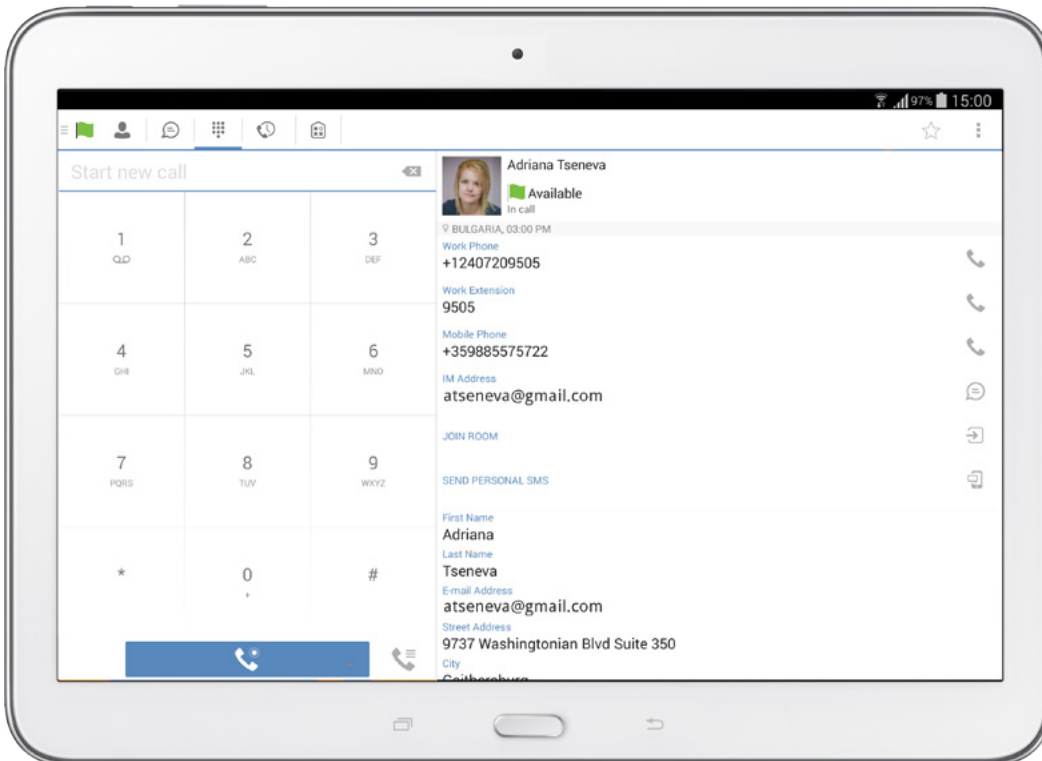 97% 15:00
Start new call
1
2
ABC
3
DEF
4
GHI
5
JKL
6
MNO
7
PQRS
8
TUV
9
WXYZ
*
0
+
#
Adriana Tseneva
Available
In call
BULGARIA, 03:00 PM
Work Phone
+12407209505
Work Extension
9505
Mobile Phone
+359885575722
IM Address
atseneva@gmail.com
JOIN ROOM
SEND PERSONAL SMS
First Name
Adriana
Last Name
Tseneva
E-mail Address
atseneva@gmail.com
Street Address
9737 Washingtonian Blvd Suite 350
City
Gaithersburg